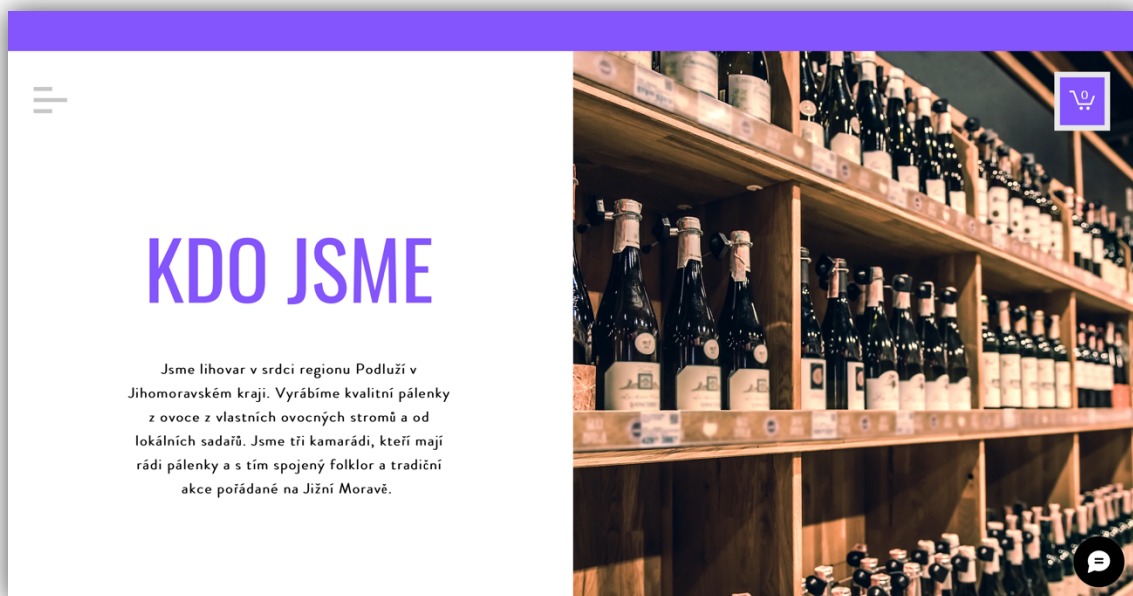 0
KDO JSME
Jsme lihovar v srdci regionu Podluží v
Jihomoravském kraji. Vyrábíme kvalitní pálenky
z ovoce z vlastních ovocných stromů a od
lokálních sadařů. Jsme tři kamarádi, kteří mají
rádi pálenky a s tím spojený folklor a tradiční
akce pořádané na Jižní Moravě.